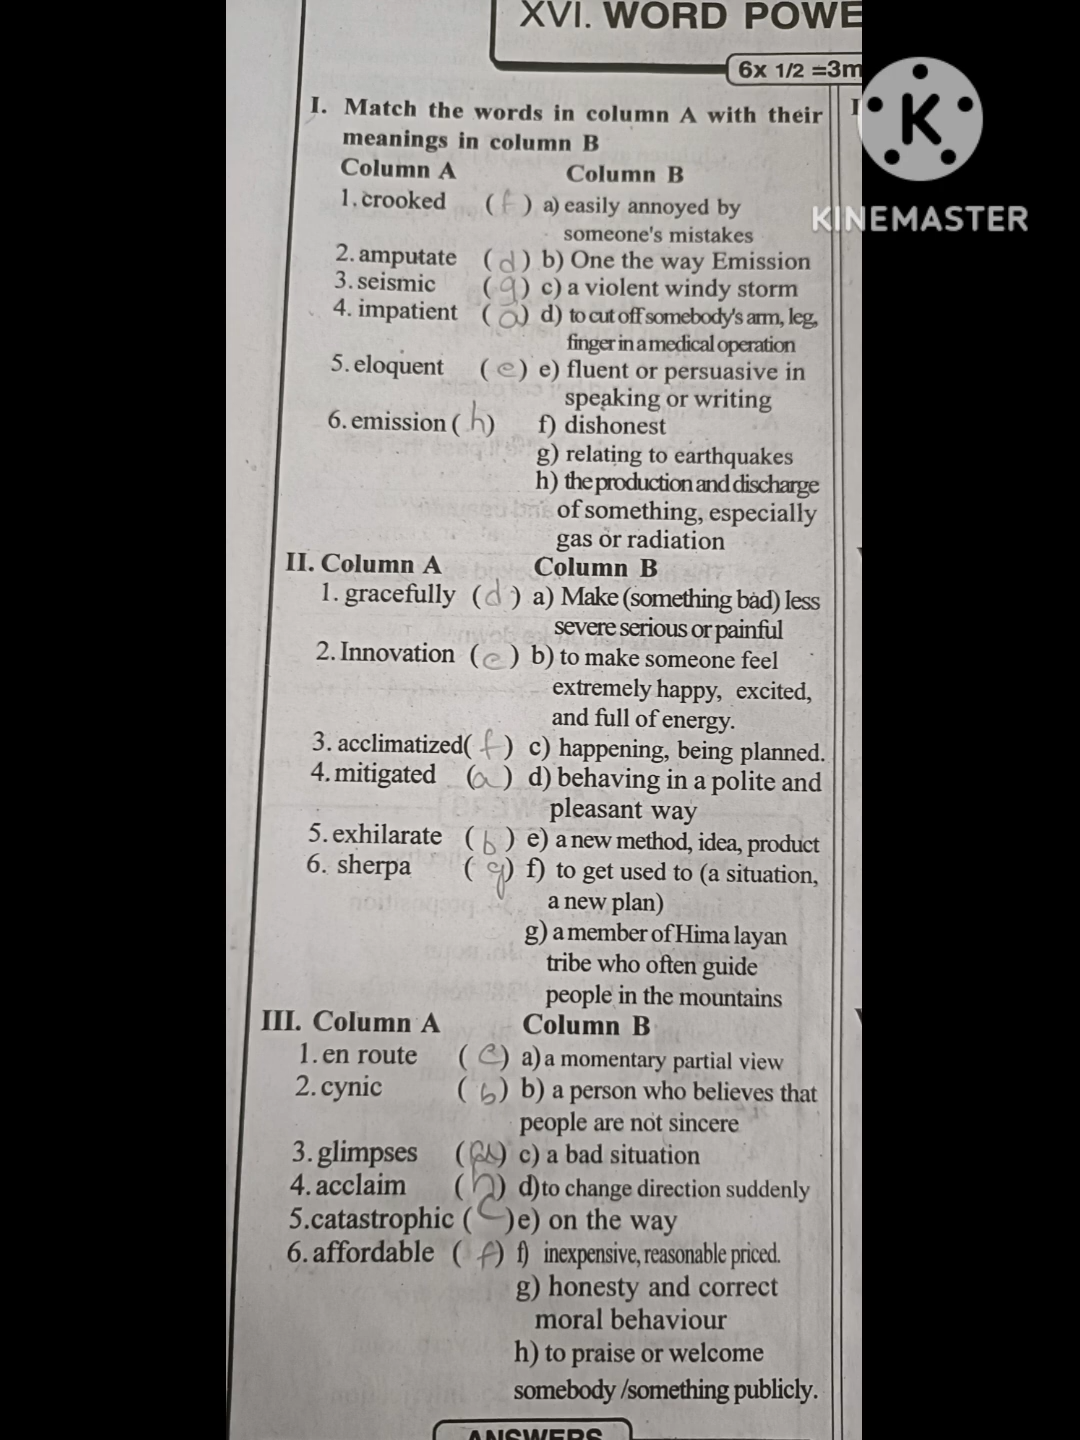 XVI. WORD POWE
6x 1/2 =3m
I. Match the words in column A with their
meanings in column B
Column A Column B
1. crooked (f) a) easily annoyed by
someone's mistakes
2. amputate (d) b) One the way Emission
3. seismic (g) c) a violent windy storm
4. impatient (a) d) to cut off somebody's arm, leg,
finger in a medical operation
5. eloquent (e) e) fluent or persuasive in
speaking or writing
6. emission (h) f) dishonest
g) relating to earthquakes
h) the production and discharge
of something, especially
gas or radiation
II. Column A Column B
1. gracefully (d) a) Make (something bad) less
severe serious or painful
2. Innovation (e) b) to make someone feel
extremely happy, excited,
and full of energy.
3. acclimatized (f) c) happening, being planned.
4. mitigated (a) d) behaving in a polite and
pleasant way
5. exhilarate (b) e) a new method, idea, product
6. sherpa (g) f) to get used to (a situation,
a new plan)
g) a member of Hima layan
tribe who often guide
people in the mountains
III. Column A Column B
1. en route (e) a) a momentary partial view
2. cynic (b) b) a person who believes that
people are not sincere
3. glimpses ( ) c) a bad situation
4. acclaim (h) d) to change direction suddenly
5. catastrophic (c) e) on the way
6. affordable (f) f) inexpensive, reasonable priced.
g) honesty and correct
moral behaviour
h) to praise or welcome
somebody /something publicly.
ANSWERS
K
KINEMASTER